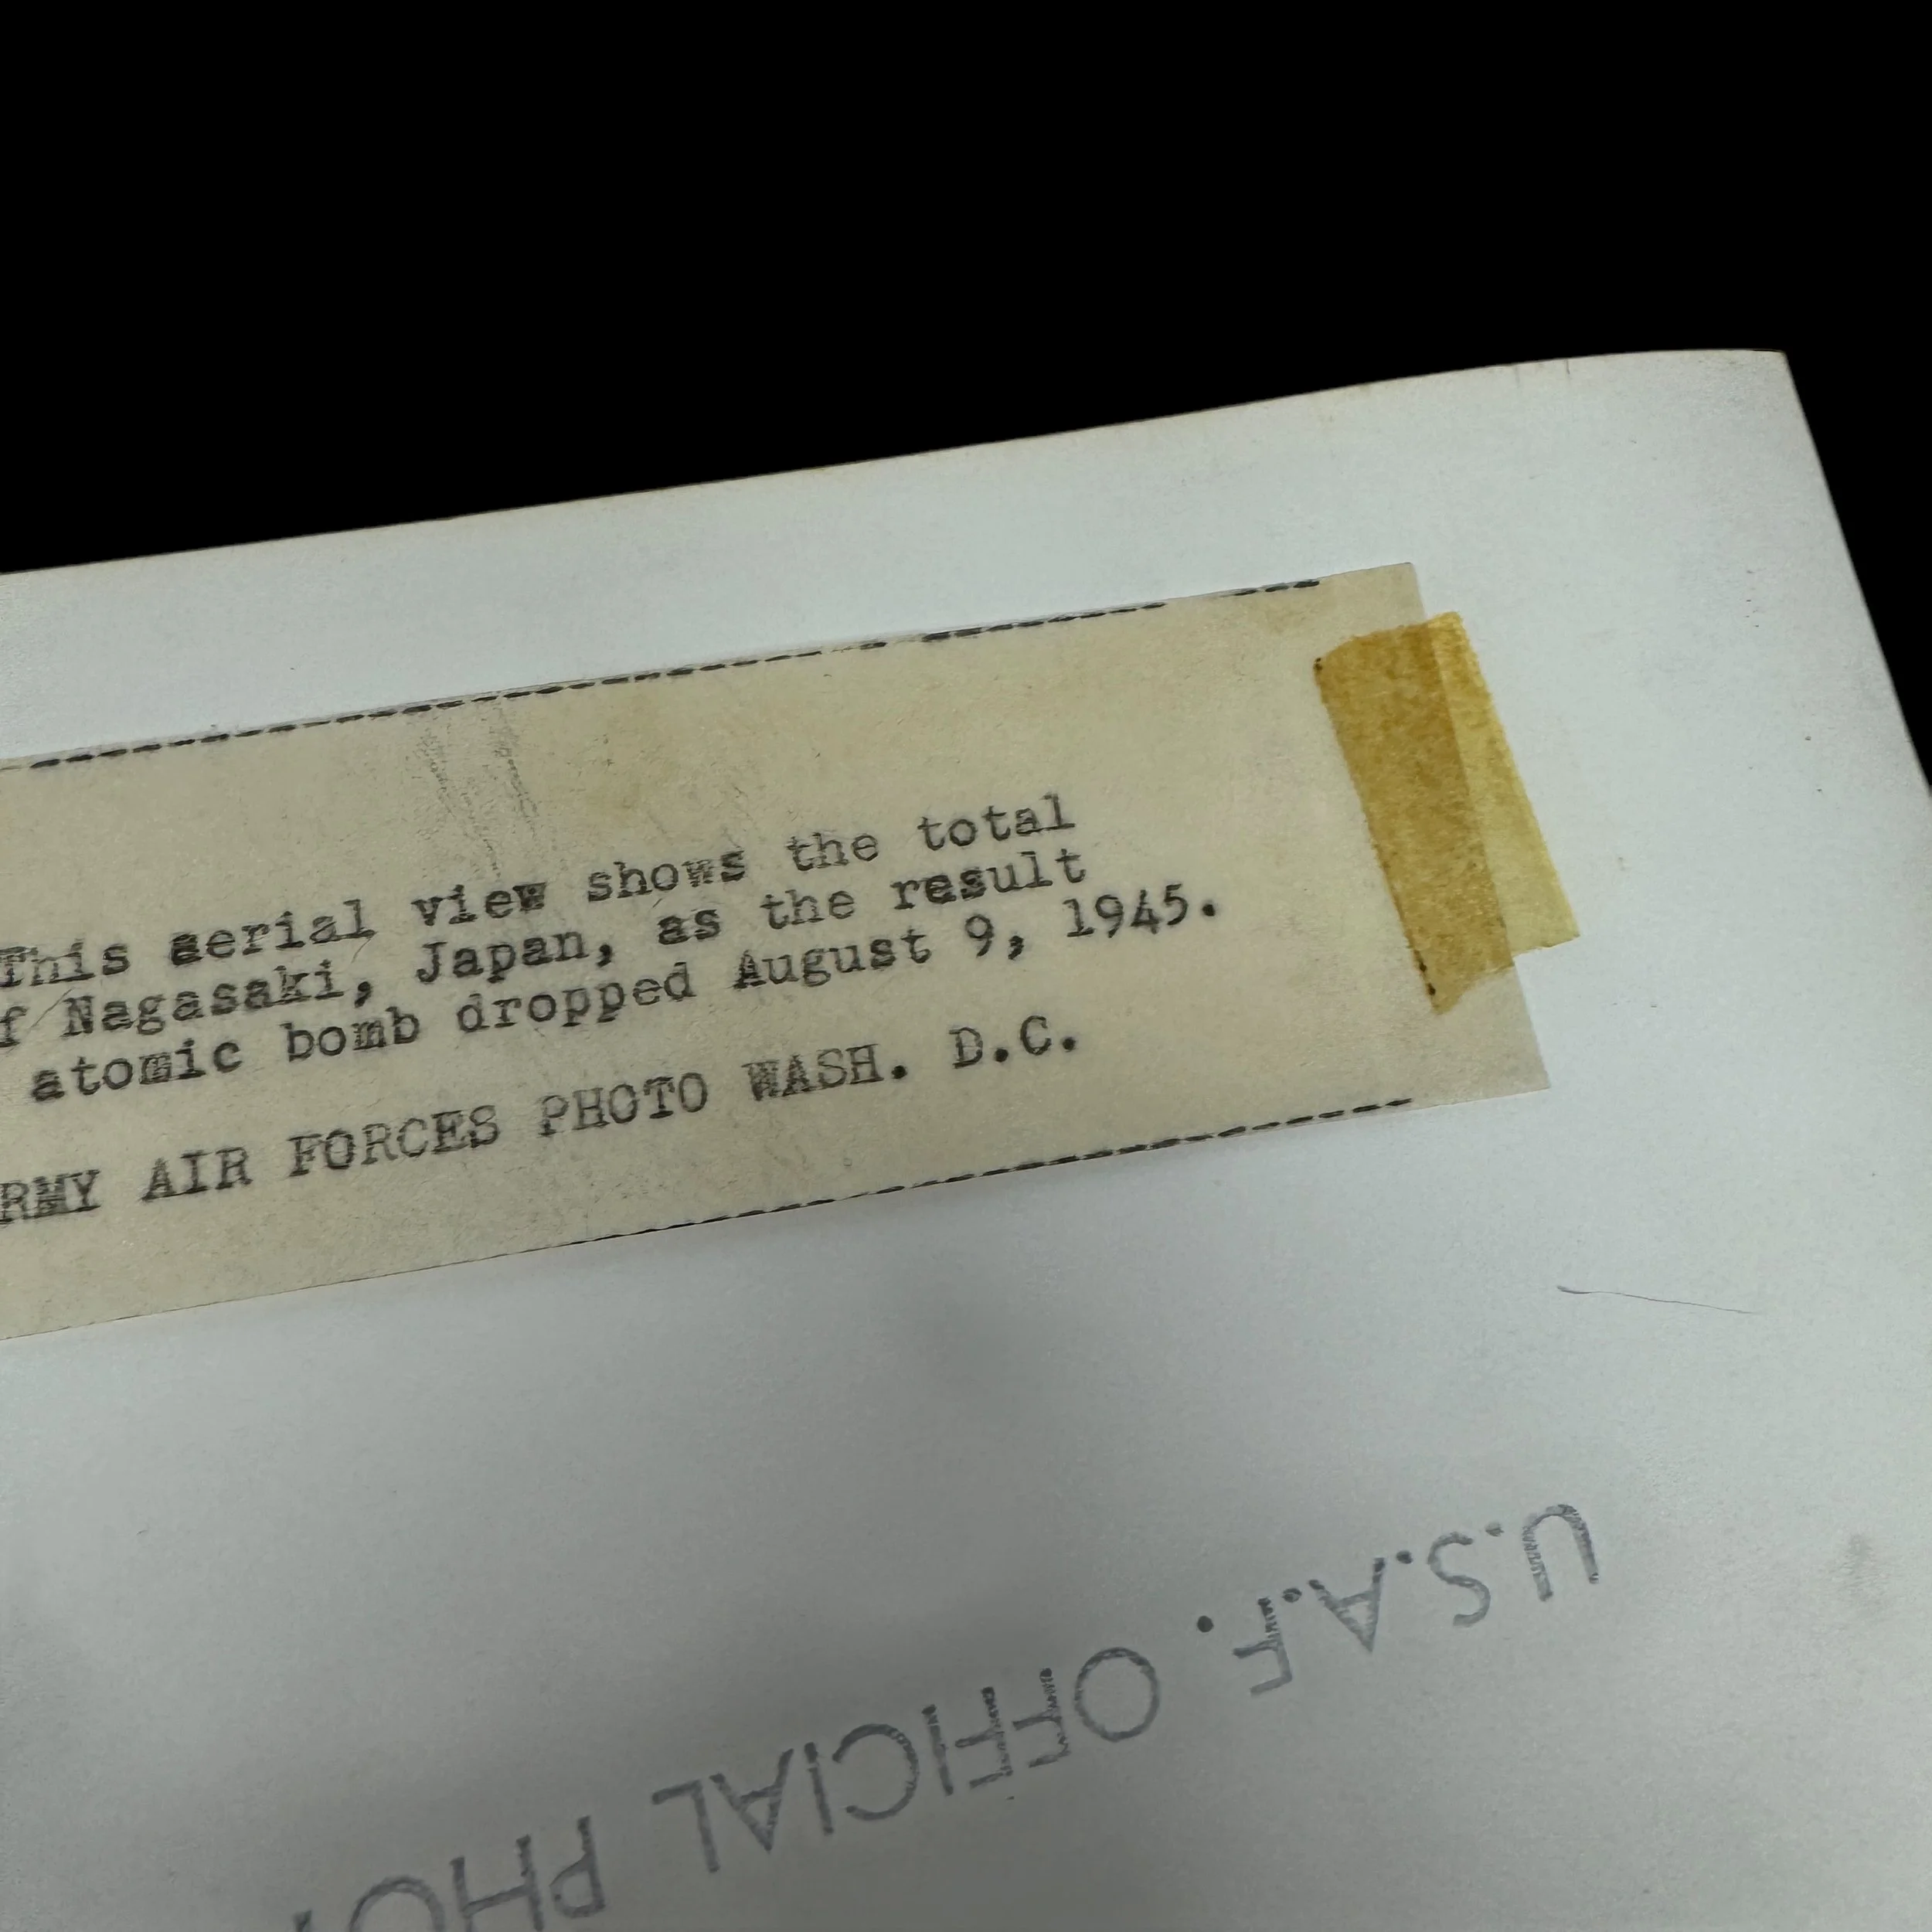 This aerial view shows the total
f Nagasaki, Japan, as the result
atomic bomb dropped August 9, 1945.
RMY AIR FORCES PHOTO WASH. D.C.
U.S.A.F. OFFICIAL PHO